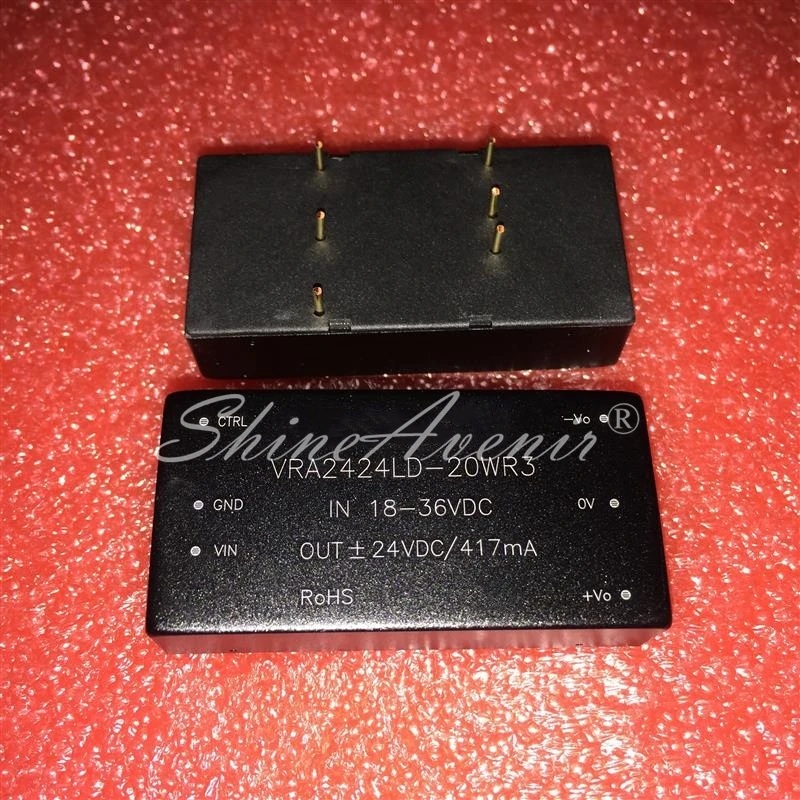 CTRL
-Vo
ShineAvenir®
VRA2424LD-20WR3
GND
IN 18-36VDC
0V
VIN
OUT ± 24VDC/417mA
RoHS
+Vo